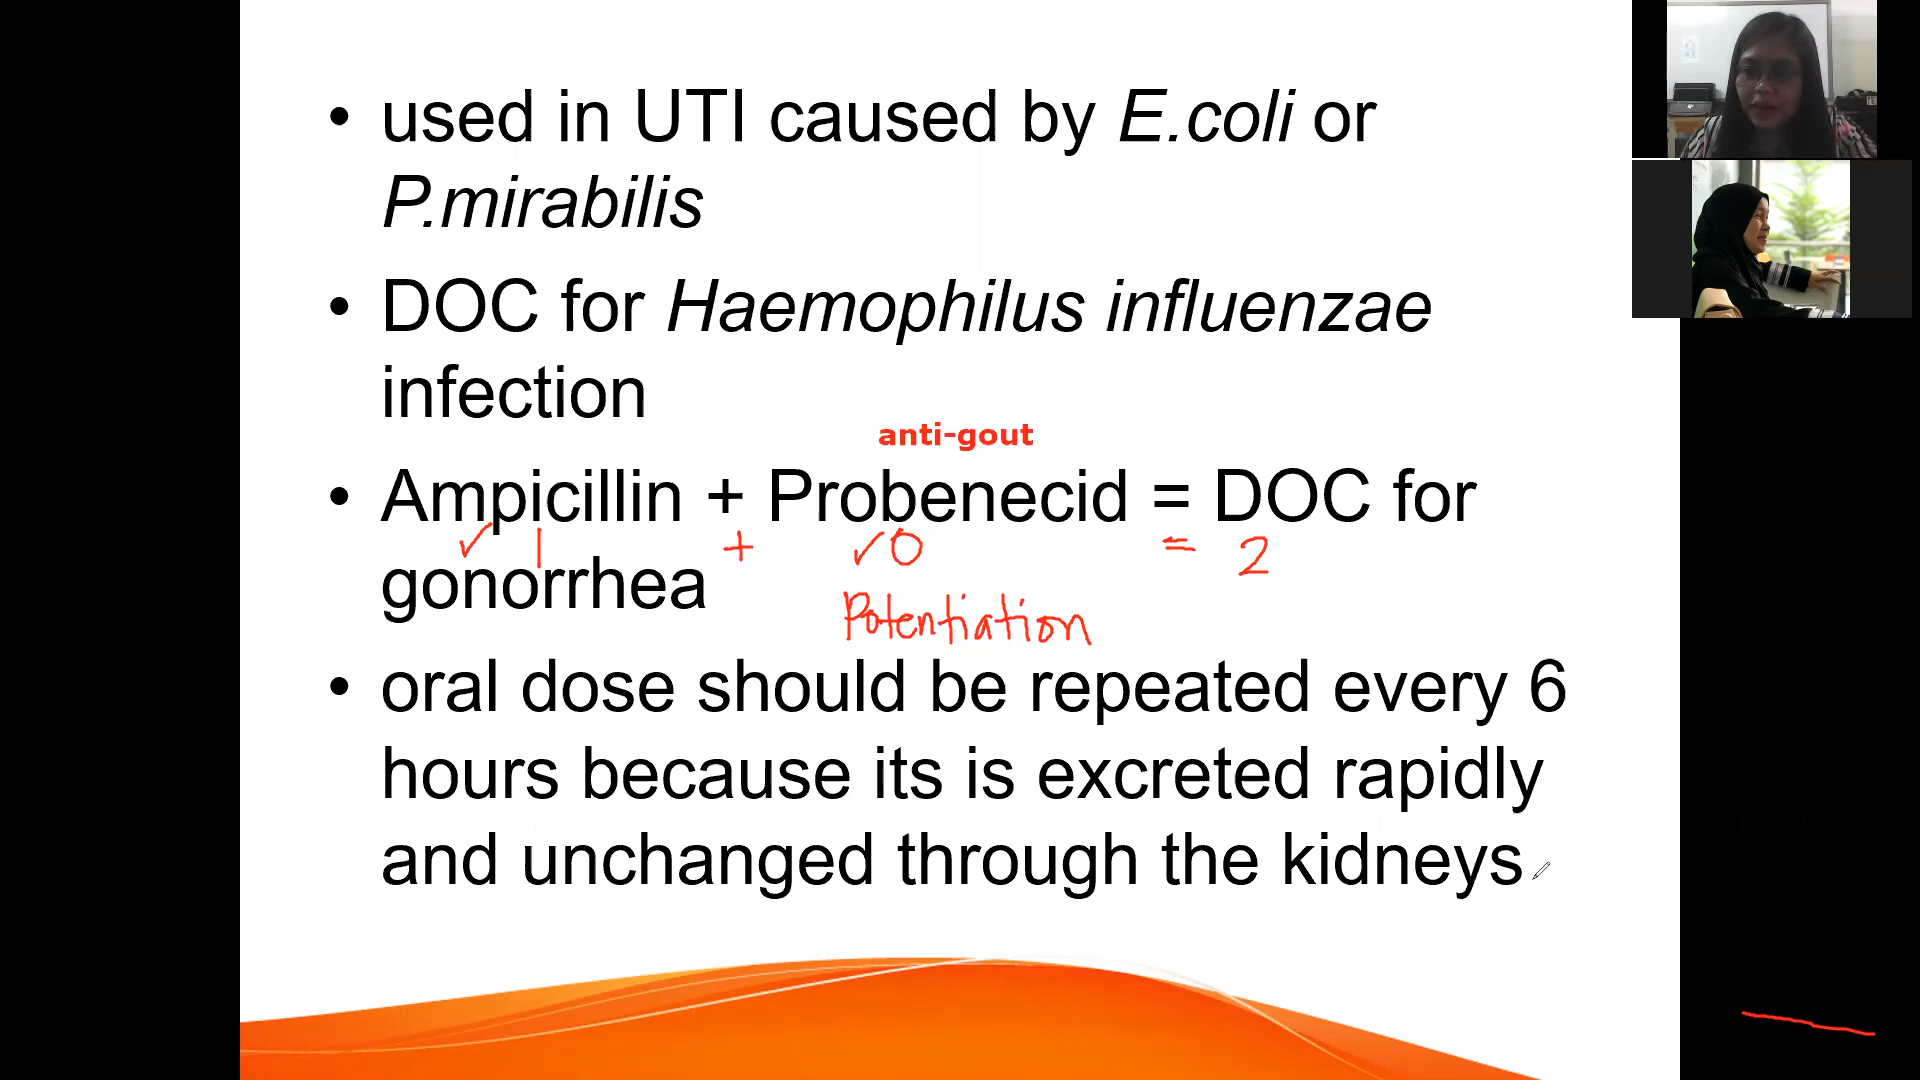 • used in UTI caused by E.coli or
P.mirabilis
• DOC for Haemophilus influenzae
infection
anti-gout
• Ampicillin + Probenecid = DOC for
✓ 1 + ✓ 0 = 2
gonorrhea
Potentiation
• oral dose should be repeated every 6
hours because its is excreted rapidly
and unchanged through the kidneys